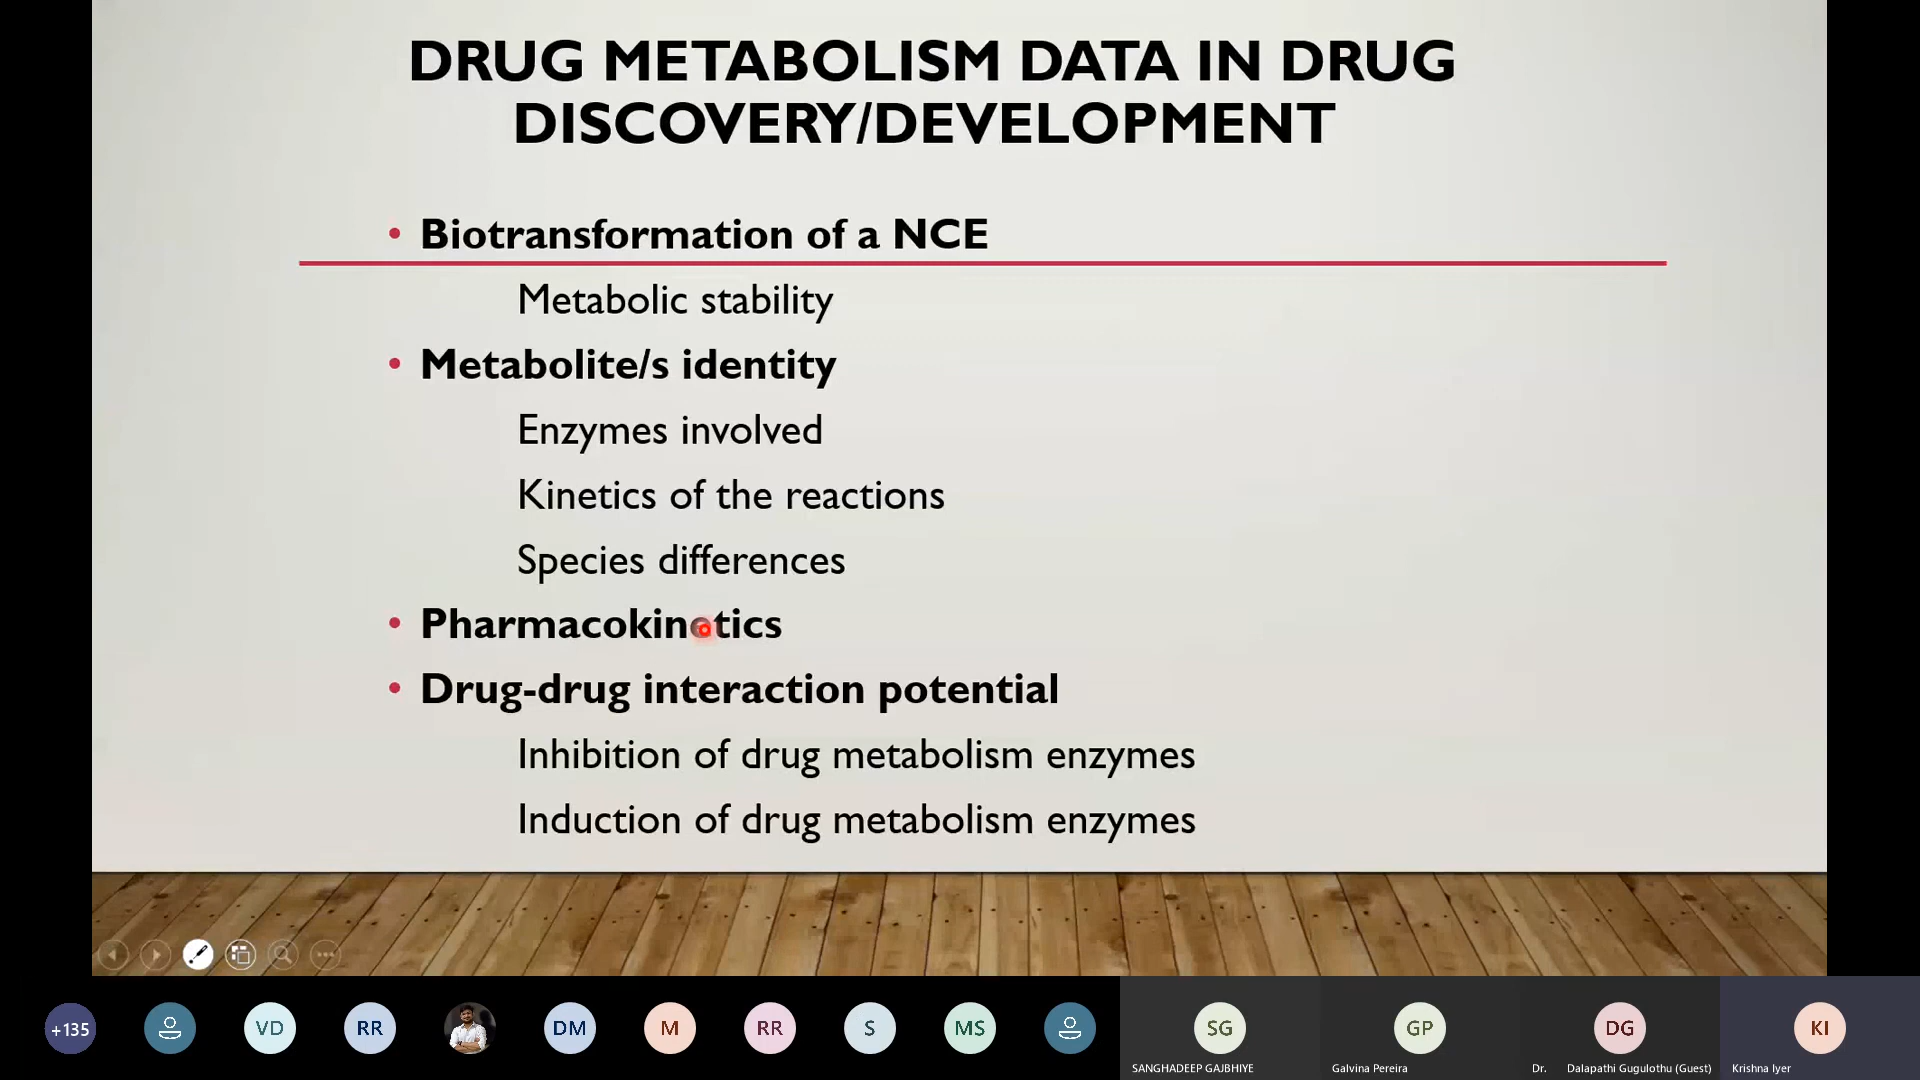 DRUG METABOLISM DATA IN DRUG
DISCOVERY/DEVELOPMENT
• Biotransformation of a NCE
Metabolic stability
• Metabolite/s identity
Enzymes involved
Kinetics of the reactions
Species differences
• Pharmacokinetics
• Drug-drug interaction potential
Inhibition of drug metabolism enzymes
Induction of drug metabolism enzymes
+135 VD RR DM M RR S MS SG GP DG KI
SANGHADEEP GAJBHIYE Galvina Pereira Dr. Dalapathi Gugulothu (Guest) Krishna Iyer